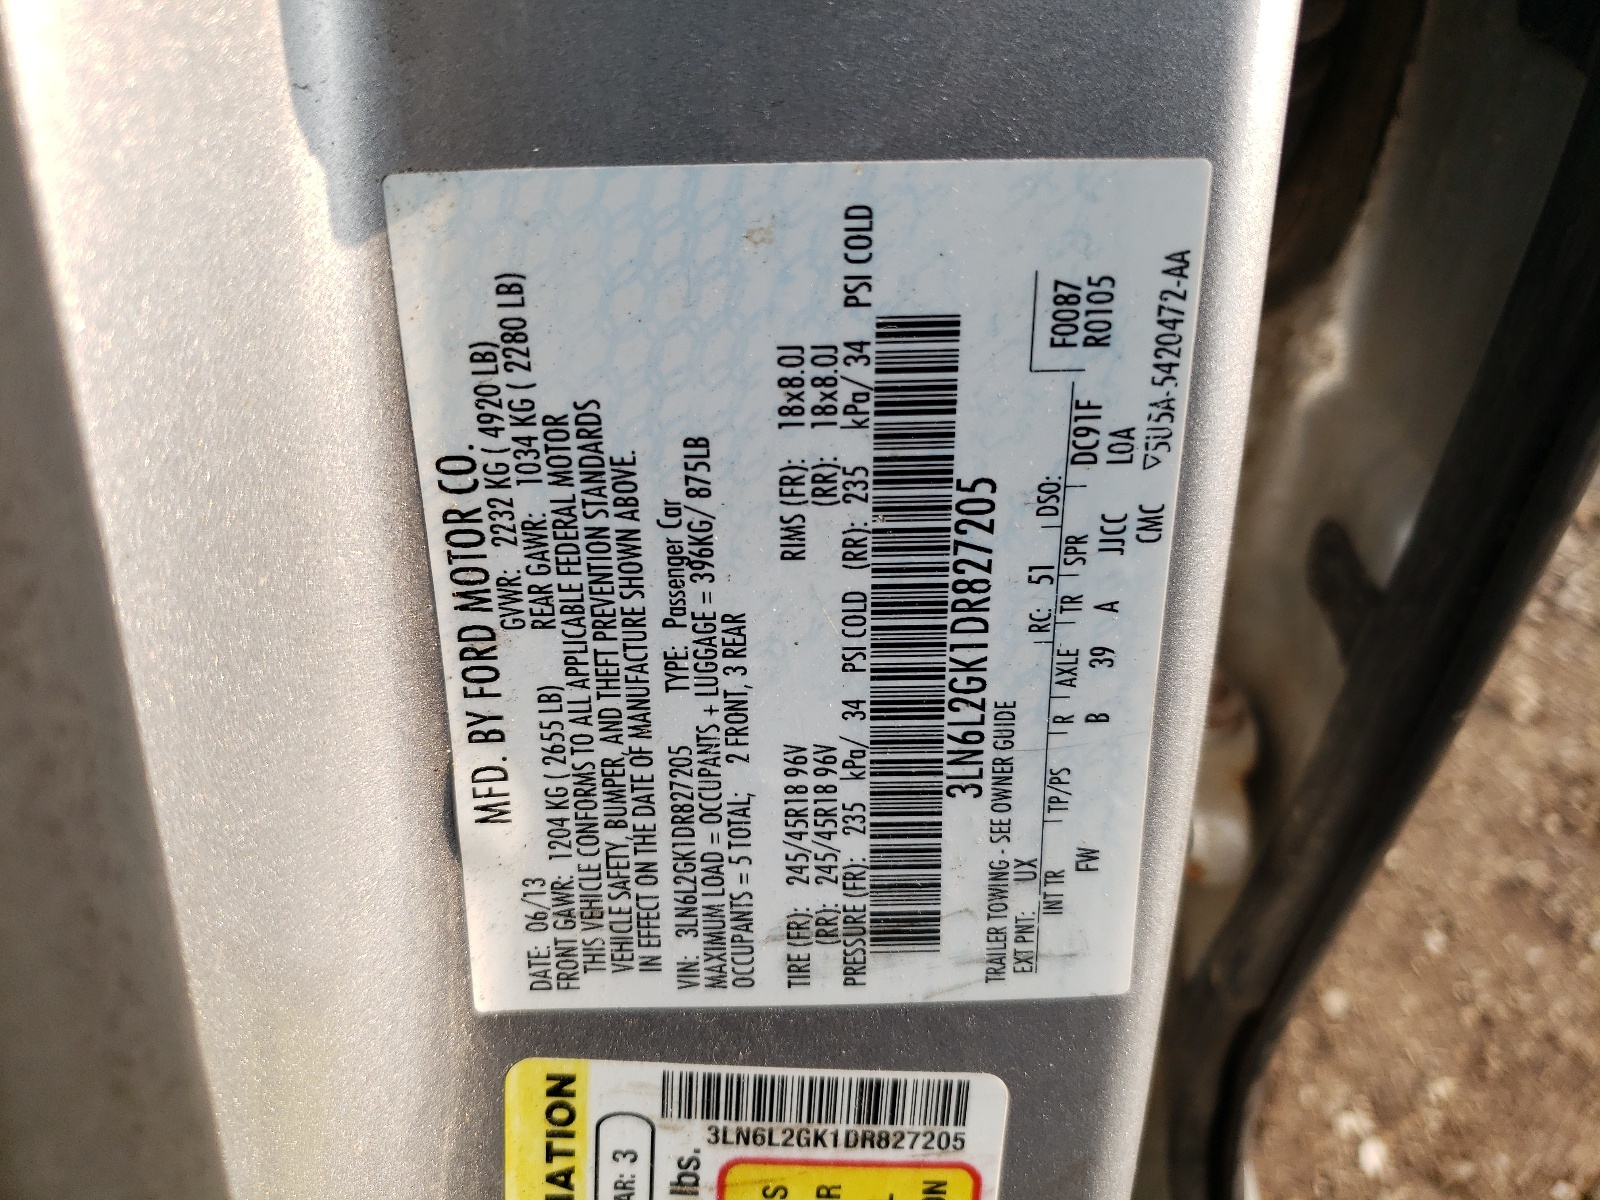 MFD. BY FORD MOTOR CO.
DATE: 06/13 GVWR: 2232 KG ( 4920 LB)
FRONT GAWR: 1204 KG ( 2655 LB) REAR GAWR: 1034 KG ( 2280 LB)
THIS VEHICLE CONFORMS TO ALL APPLICABLE FEDERAL MOTOR
VEHICLE SAFETY, BUMPER, AND THEFT PREVENTION STANDARDS
IN EFFECT ON THE DATE OF MANUFACTURE SHOWN ABOVE.
VIN: 3LN6L2GK1DR827205 TYPE: Passenger Car
MAXIMUM LOAD = OCCUPANTS + LUGGAGE = 396KG/ 875LB
OCCUPANTS = 5 TOTAL; 2 FRONT, 3 REAR
TIRE (FR): 245/45R18 96V RIMS (FR): 18x8.0J
(RR): 245/45R18 96V (RR): 18x8.0J
PRESSURE (FR): 235 kPa/ 34 PSI COLD (RR): 235 kPa/ 34 PSI COLD
3LN6L2GK1DR827205
TRAILER TOWING - SEE OWNER GUIDE
F0087
R0105
EXT PNT: UX RC: 51 DSO:
INT TR TP/PS R AXLE TR SPR DC91F
FW B 39 A JJCC LOA
CMC ▽5U5A-5420472-AA
MATION
AR: 3
lbs.
3LN6L2GK1DR827205
S
R
L
ON